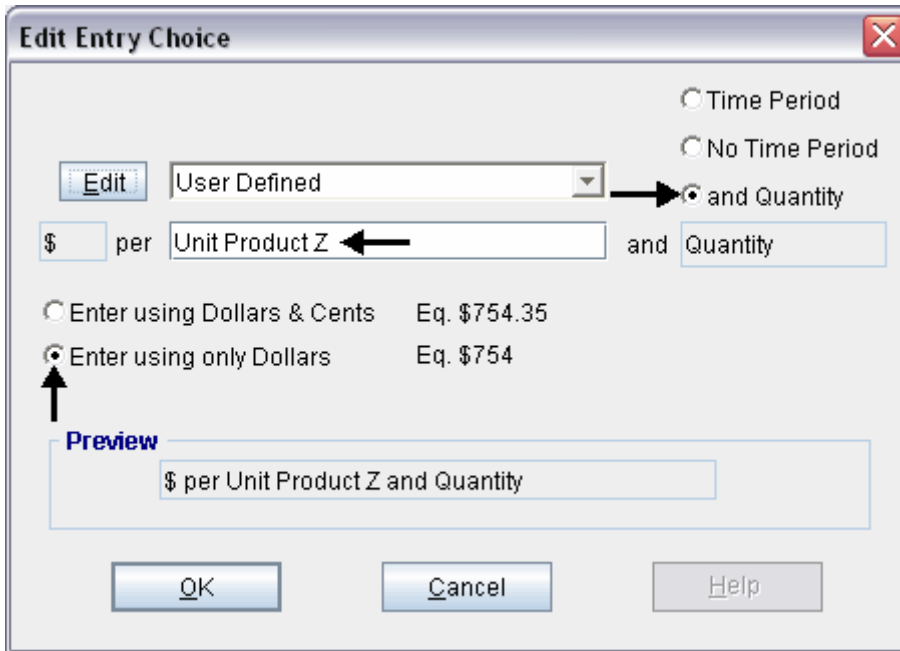 Edit Entry Choice
Time Period
No Time Period
Edit User Defined and Quantity
$ per Unit Product Z and Quantity
Enter using Dollars & Cents Eq. $754.35
Enter using only Dollars Eq. $754
Preview
$ per Unit Product Z and Quantity
OK Cancel Help